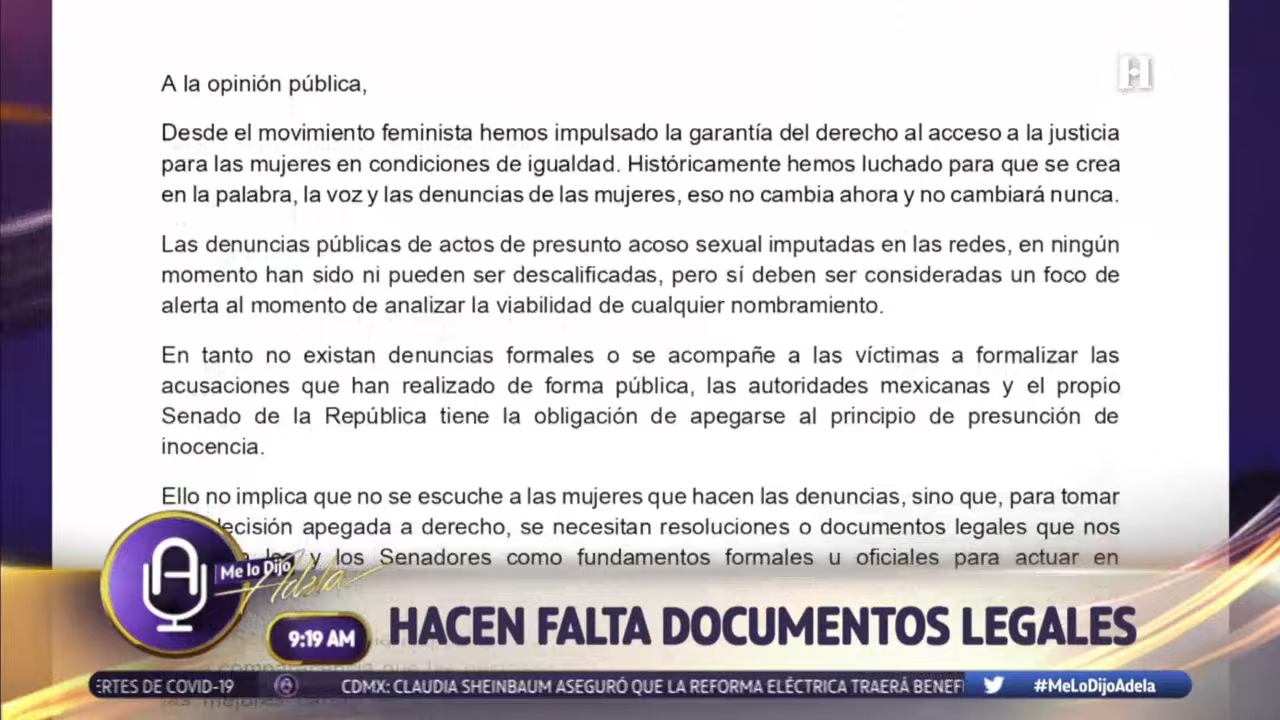 A la opinión pública,
H
Desde el movimiento feminista hemos impulsado la garantía del derecho al acceso a la justicia
para las mujeres en condiciones de igualdad. Históricamente hemos luchado para que se crea
en la palabra, la voz y las denuncias de las mujeres, eso no cambia ahora y no cambiará nunca.
Las denuncias públicas de actos de presunto acoso sexual imputadas en las redes, en ningún
momento han sido ni pueden ser descalificadas, pero sí deben ser consideradas un foco de
alerta al momento de analizar la viabilidad de cualquier nombramiento.
En tanto no existan denuncias formales o se acompañe a las víctimas a formalizar las
acusaciones que han realizado de forma pública, las autoridades mexicanas y el propio
Senado de la República tiene la obligación de apegarse al principio de presunción de
inocencia.
Ello no implica que no se escuche a las mujeres que hacen las denuncias, sino que, para tomar
decisión apegada a derecho, se necesitan resoluciones o documentos legales que nos
y los Senadores como fundamentos formales u oficiales para actuar en
Me lo Dijo
Adela
9:19 AM
HACEN FALTA DOCUMENTOS LEGALES
ERTES DE COVID-19
CDMX: CLAUDIA SHEINBAUM ASEGURÓ QUE LA REFORMA ELÉCTRICA TRAERÁ BENEF
#MeLoDijoAdela